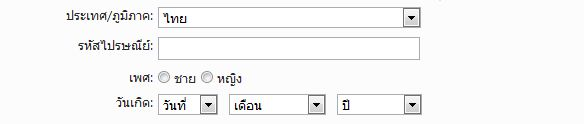 ประเทศ/ภูมิภาค: ไทย
รหัสไปรษณีย์:
เพศ: ชาย หญิง
วันเกิด: วันที่ เดือน ปี